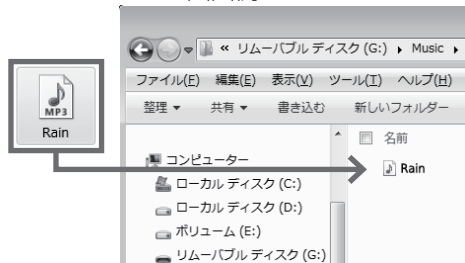 « リムーバブル ディスク (G:) ▸ Music ▸
ファイル(F) 編集(E) 表示(V) ツール(T) ヘルプ(H)
整理 ▼ 共有 ▼ 書き込む 新しいフォルダー
MP3
Rain
名前
Rain
コンピューター
ローカル ディスク (C:)
ローカル ディスク (D:)
ボリューム (E:)
リムーバブル ディスク (G:)